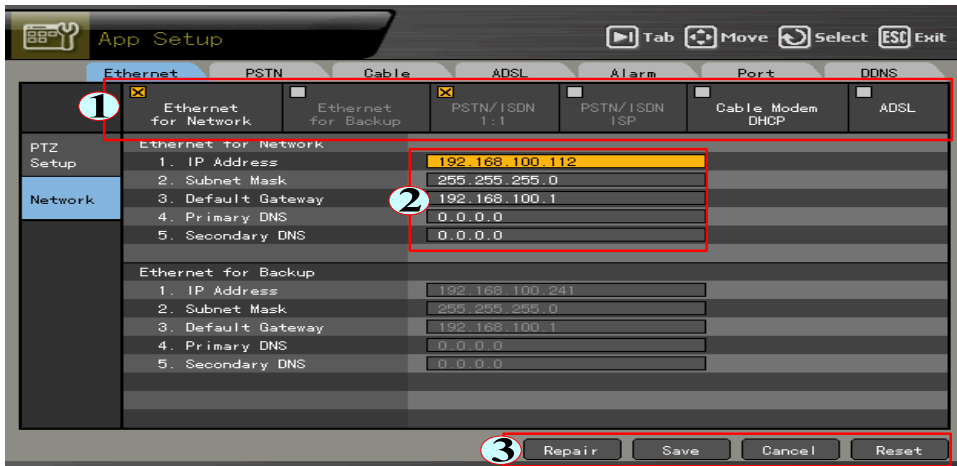 App Setup
Tab Move Select ESC Exit
Ethernet PSTN Cable ADSL Alarm Port DDNS
1
Ethernet for Network
Ethernet for Backup
PSTN/ISDN 1:1
PSTN/ISDN ISP
Cable Modem DHCP
ADSL
PTZ Setup
Network
Ethernet for Network
2
1. IP Address 192.168.100.112
2. Subnet Mask 255.255.255.0
3. Default Gateway 192.168.100.1
4. Primary DNS 0.0.0.0
5. Secondary DNS 0.0.0.0
Ethernet for Backup
1. IP Address 192.168.100.241
2. Subnet Mask 255.255.255.0
3. Default Gateway 192.168.100.1
4. Primary DNS 0.0.0.0
5. Secondary DNS 0.0.0.0
3
Repair Save Cancel Reset